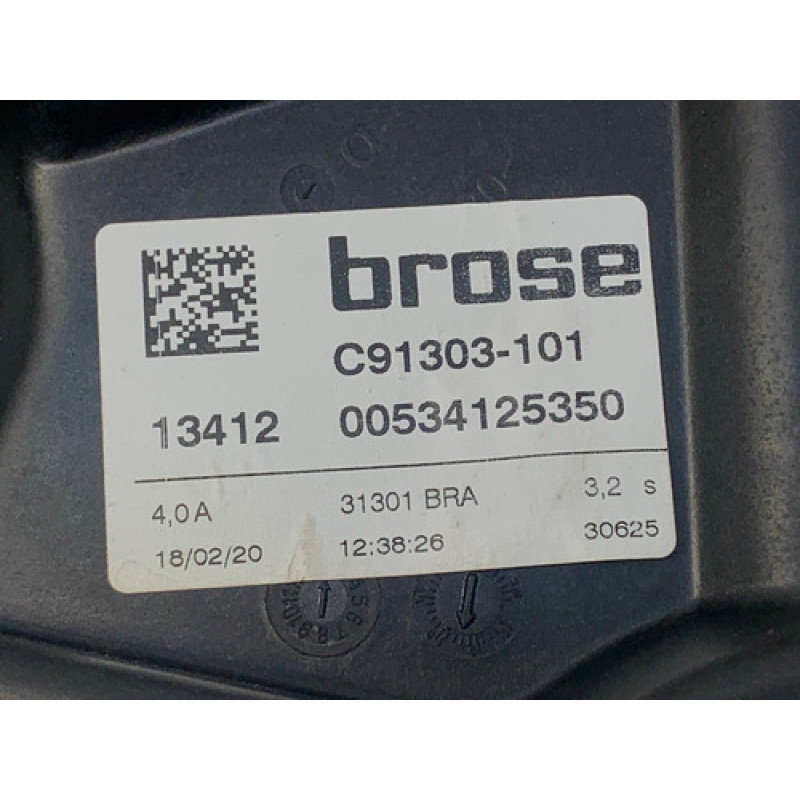 brose
C91303-101
13412 00534125350
4,0A 31301 BRA 3,2 s
18/02/20 12:38:26 30625